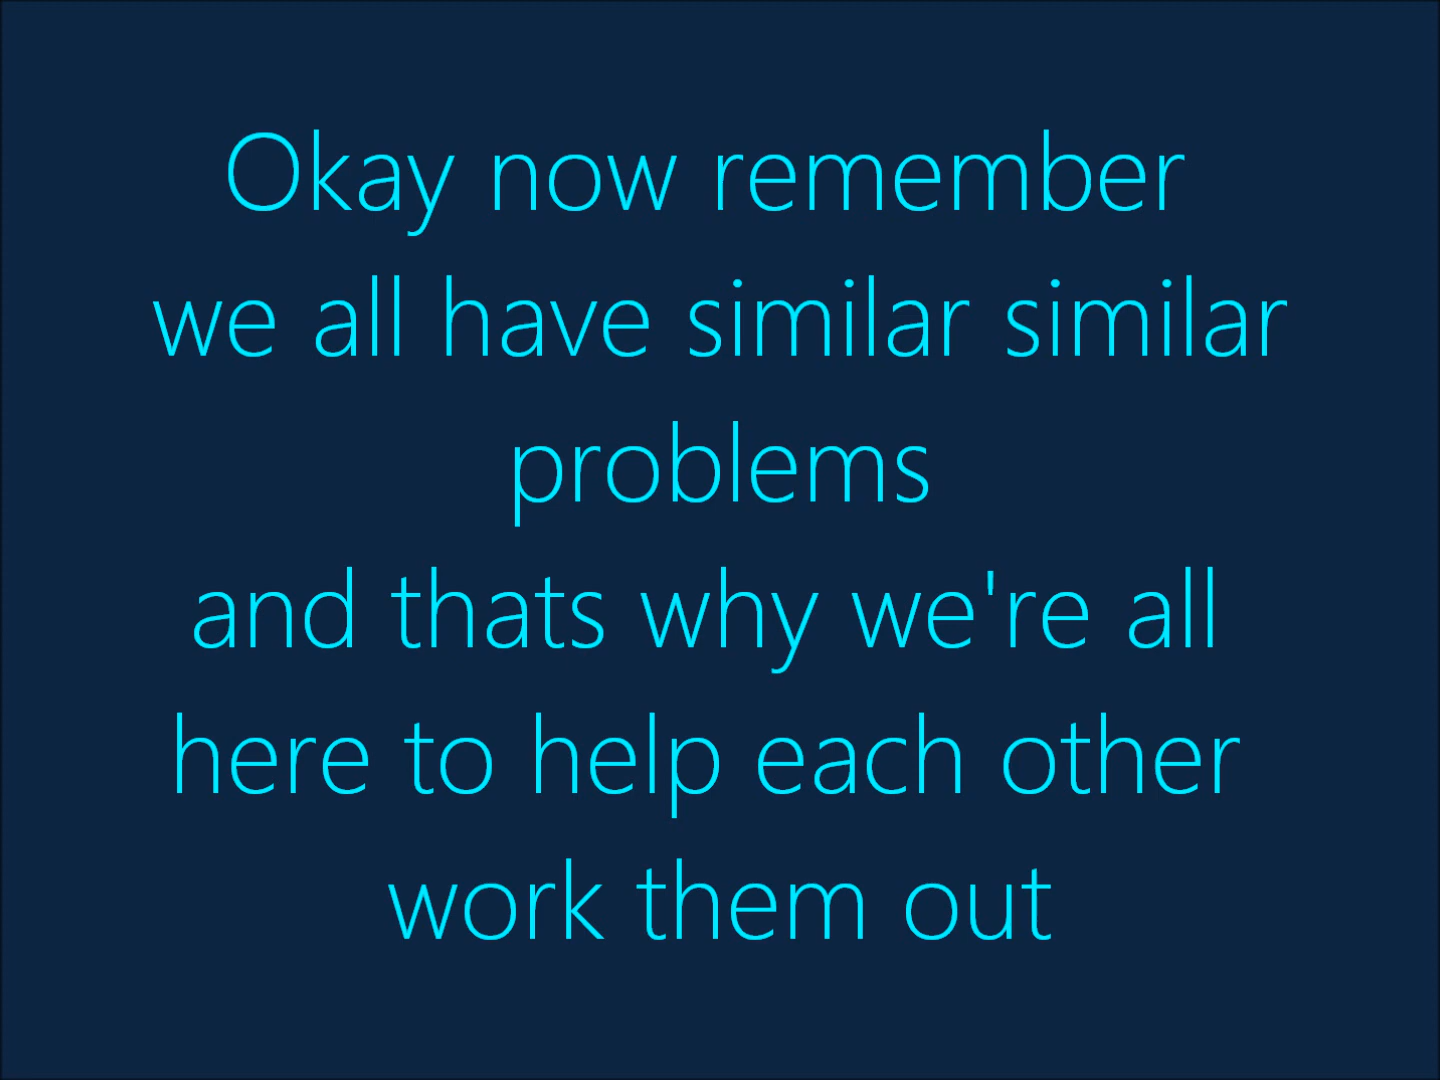 Okay now remember
we all have similar similar
problems
and thats why we're all
here to help each other
work them out